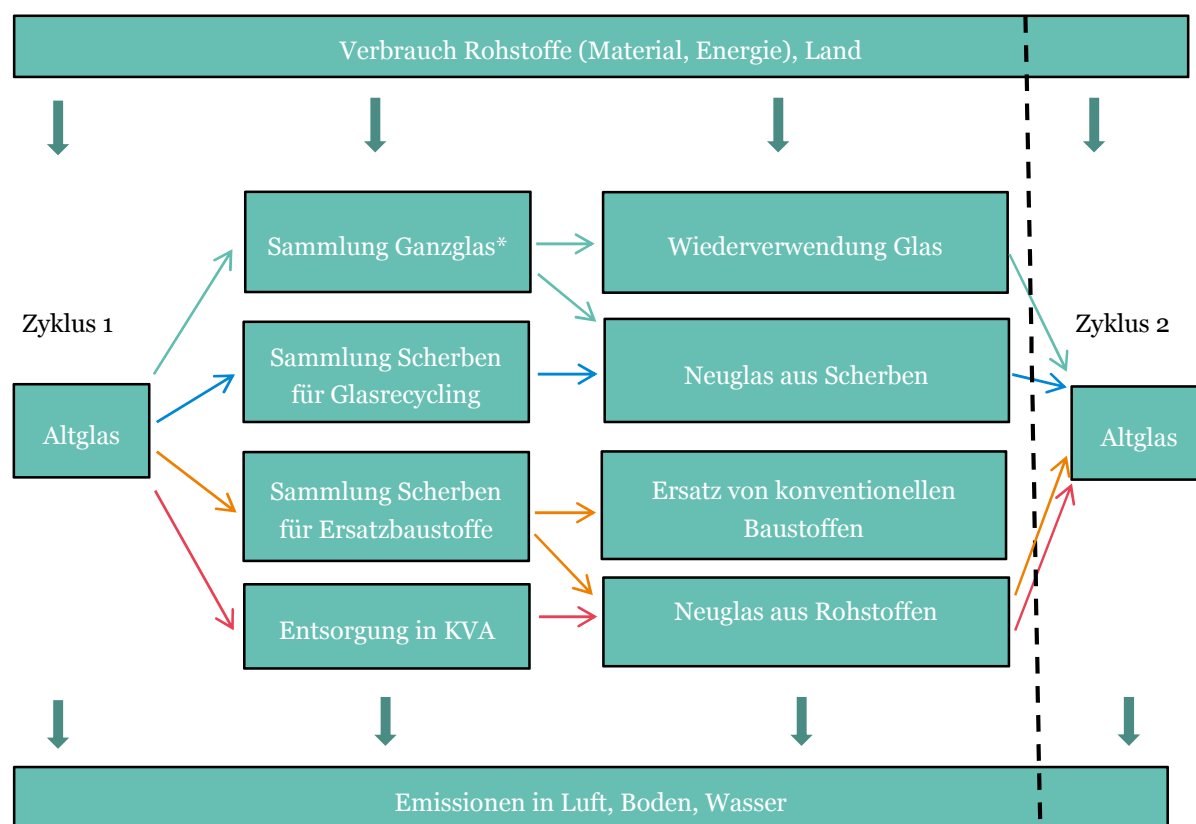 Verbrauch Rohstoffe (Material, Energie), Land
Sammlung Ganzglas*
Wiederverwendung Glas
Zyklus 1
Zyklus 2
Sammlung Scherben
für Glasrecycling
Neuglas aus Scherben
Altglas
Altglas
Sammlung Scherben
für Ersatzbaustoffe
Ersatz von konventionellen
Baustoffen
Entsorgung in KVA
Neuglas aus Rohstoffen
Emissionen in Luft, Boden, Wasser